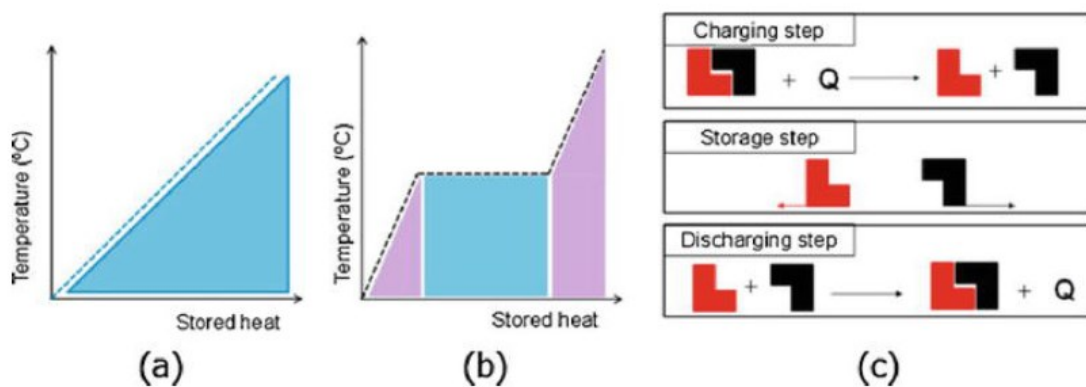 Temperature (ºC)
Stored heat
(a)
Temperature (ºC)
Stored heat
(b)
Charging step
+ Q +
Storage step
Discharging step
+ + Q
(c)